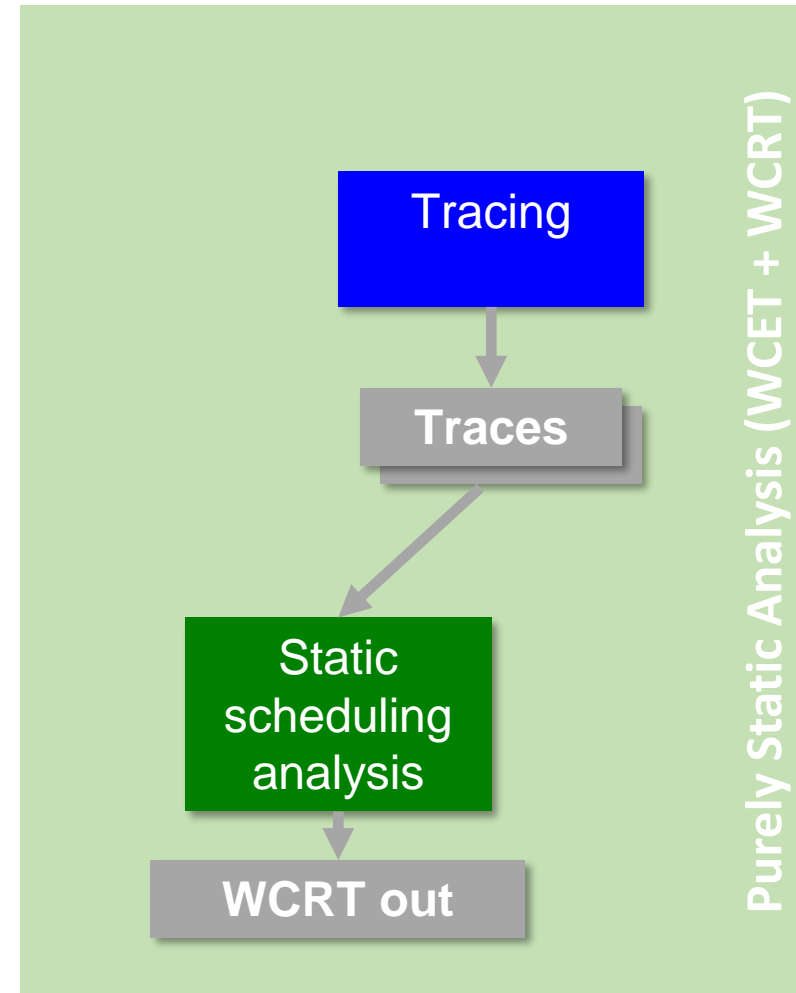 Tracing
Traces
Static
scheduling
analysis
WCRT out
Purely Static Analysis (WCET + WCRT)